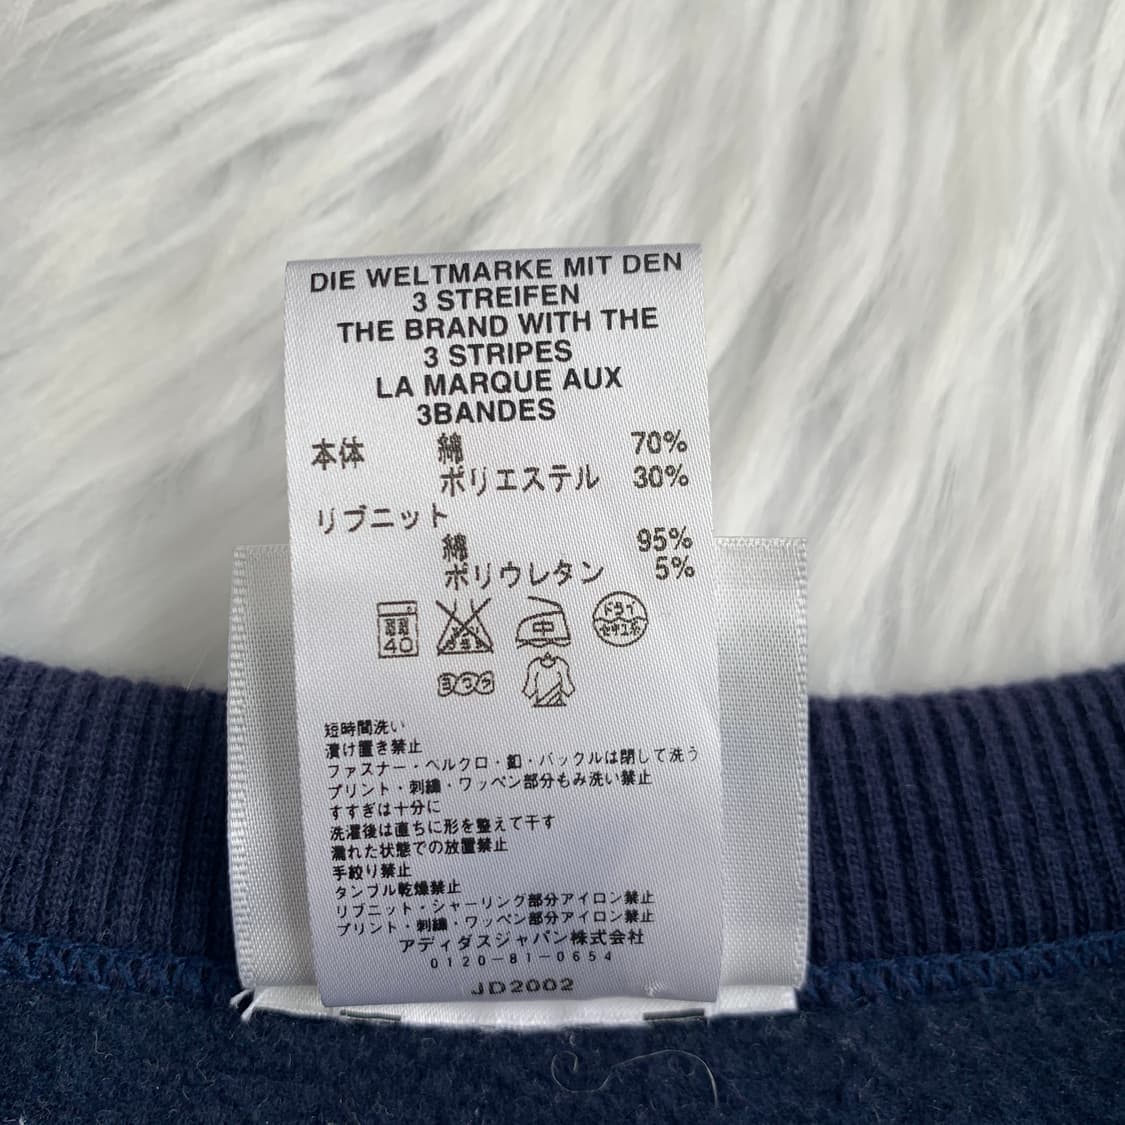 DIE WELTMARKE MIT DEN
3 STREIFEN
THE BRAND WITH THE
3 STRIPES
LA MARQUE AUX
3BANDES
本体 綿 70%
ポリエステル 30%
リブニット
綿 95%
ポリウレタン 5%
40 中 ドライ
短時間洗い
漬け置き禁止
ファスナー・ベルクロ・釦・バックルは閉して洗う
プリント・刺繍・ワッペン部分もみ洗い禁止
すすぎは十分に
洗濯後は直ちに形を整えて干す
濡れた状態での放置禁止
手絞り禁止
タンブル乾燥禁止
リブニット・シャーリング部分アイロン禁止
プリント・刺繍・ワッペン部分アイロン禁止
アディダスジャパン株式会社
0120-81-0654
JD2002